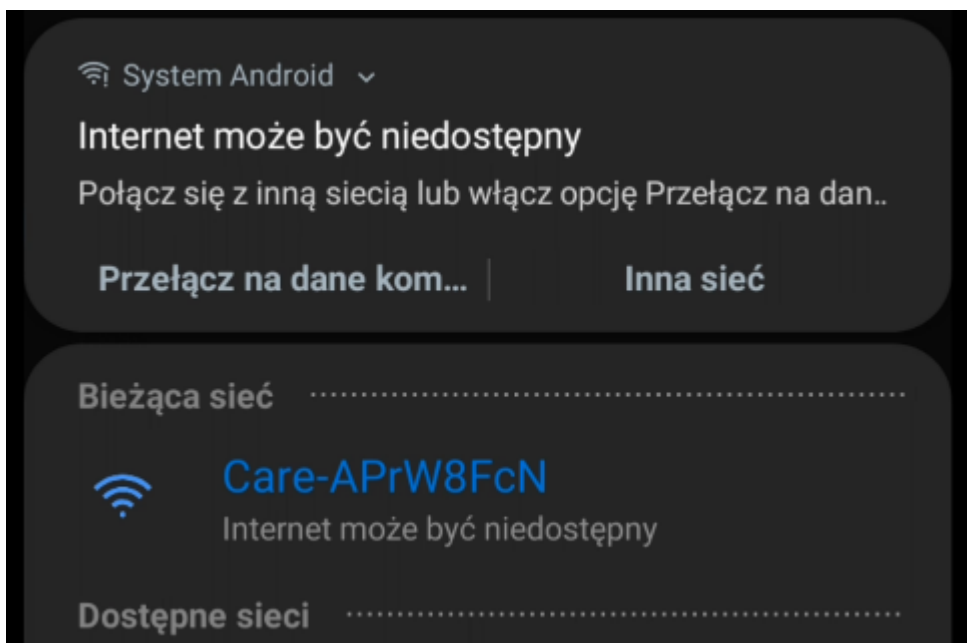 System Android
Internet może być niedostępny
Połącz się z inną siecią lub włącz opcję Przełącz na dan..
Przełącz na dane kom...
Inna sieć
Bieżąca sieć
Care-APrW8FcN
Internet może być niedostępny
Dostępne sieci